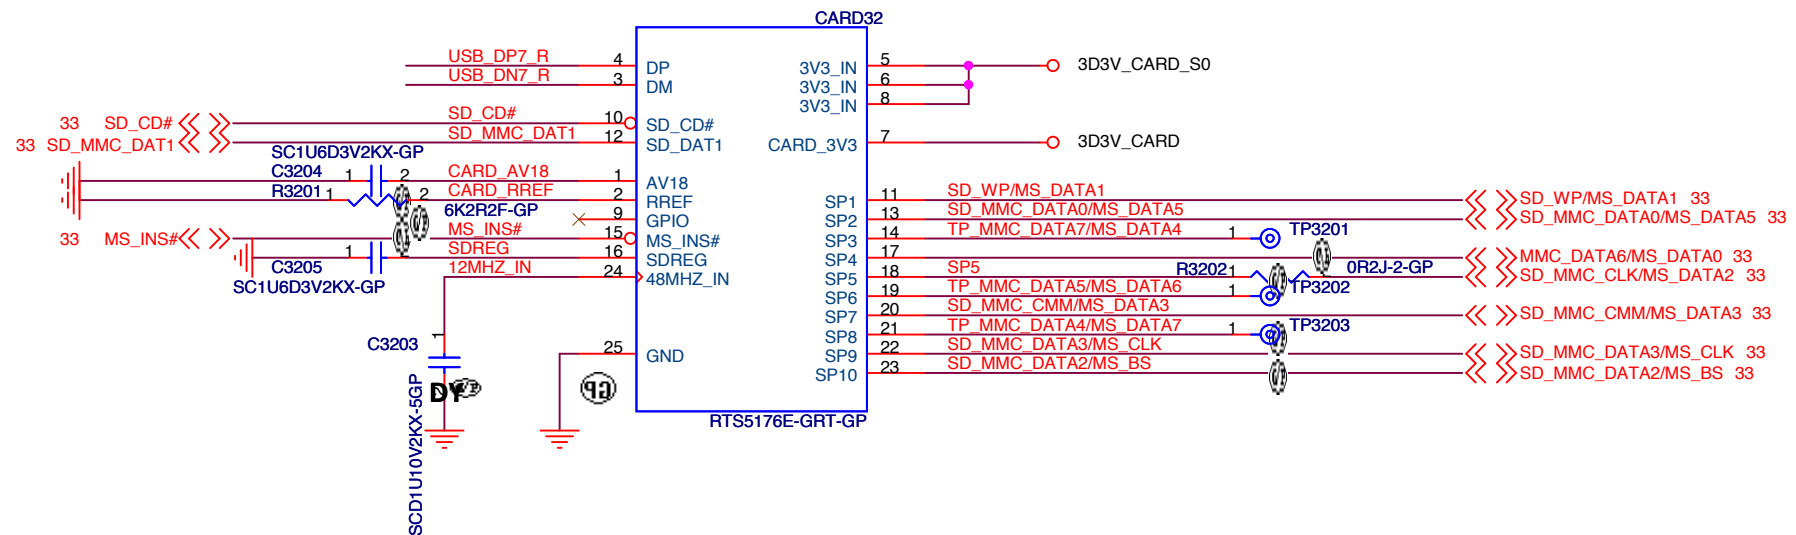 CARD32
USB_DP7_R 4 DP 3V3_IN 5 3D3V_CARD_S0
USB_DN7_R 3 DM 3V3_IN 6
3V3_IN 8
33 SD_CD# SD_CD# 10 SD_CD#
33 SD_MMC_DAT1 SD_MMC_DAT1 12 SD_DAT1 CARD_3V3 7 3D3V_CARD
SC1U6D3V2KX-GP
C3204 1 2 CARD_AV18 1 AV18
R3201 1 2 CARD_RREF 2 RREF SP1 11 SD_WP/MS_DATA1 SD_WP/MS_DATA1 33
6K2R2F-GP 9 GPIO SP2 13 SD_MMC_DATA0/MS_DATA5 SD_MMC_DATA0/MS_DATA5 33
33 MS_INS# MS_INS# 15 MS_INS# SP3 14 TP_MMC_DATA7/MS_DATA4 1 TP3201
C3205 1 SDREG 16 SDREG SP4 17 MMC_DATA6/MS_DATA0 33
SC1U6D3V2KX-GP 12MHZ_IN 24 48MHZ_IN SP5 18 SP5 R3202 1 0R2J-2-GP SD_MMC_CLK/MS_DATA2 33
SP6 19 TP_MMC_DATA5/MS_DATA6 1 TP3202
SP7 20 SD_MMC_CMM/MS_DATA3 SD_MMC_CMM/MS_DATA3 33
C3203 1 SP8 21 TP_MMC_DATA4/MS_DATA7 1 TP3203
25 GND SP9 22 SD_MMC_DATA3/MS_CLK SD_MMC_DATA3/MS_CLK 33
SP10 23 SD_MMC_DATA2/MS_BS SD_MMC_DATA2/MS_BS 33
DY
SCD1U10V2KX-5GP
GP
RTS5176E-GRT-GP